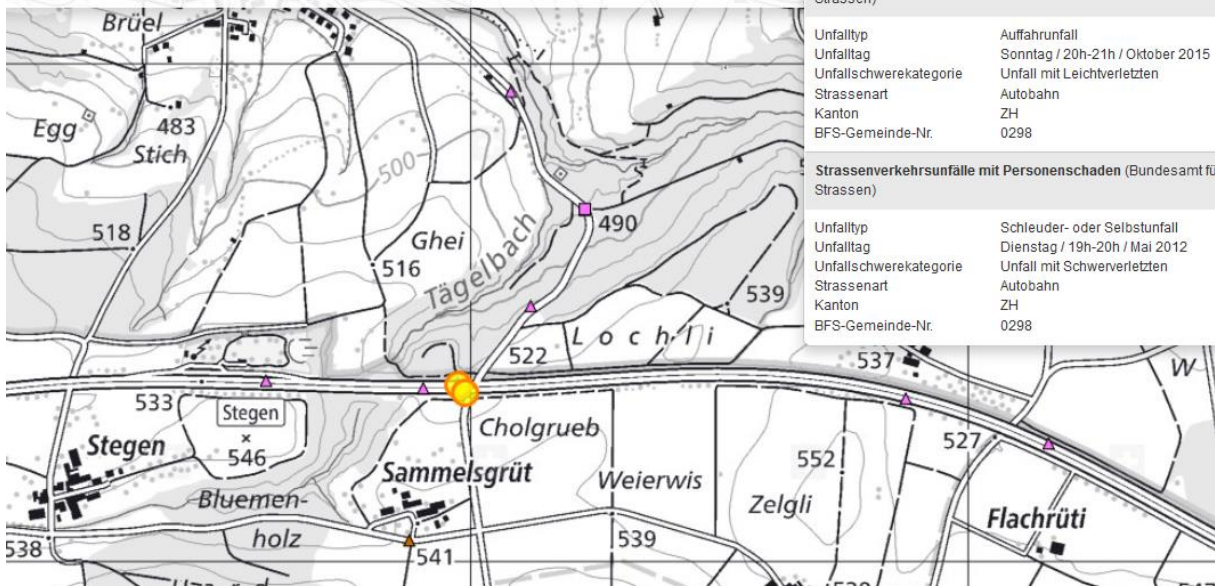 Strassen)
Unfalltyp Auffahrunfall
Unfalltag Sonntag / 20h-21h / Oktober 2015
Unfallschwerekategorie Unfall mit Leichtverletzten
Strassenart Autobahn
Kanton ZH
BFS-Gemeinde-Nr. 0298
Strassenverkehrsunfälle mit Personenschaden (Bundesamt fü
Strassen)
Unfalltyp Schleuder- oder Selbstunfall
Unfalltag Dienstag / 19h-20h / Mai 2012
Unfallschwerekategorie Unfall mit Schwerverletzten
Strassenart Autobahn
Kanton ZH
BFS-Gemeinde-Nr. 0298
Brüel
Egg
483
Stich
500
518
Ghei
516
Tägelbach
490
539
Lochli
522
537
W
533
Stegen
Stegen
546
Cholgrueb
Sammelsgrüt
Weierwis
552
Zelgli
527
Flachrüti
Bluemen-
holz
538
541
539